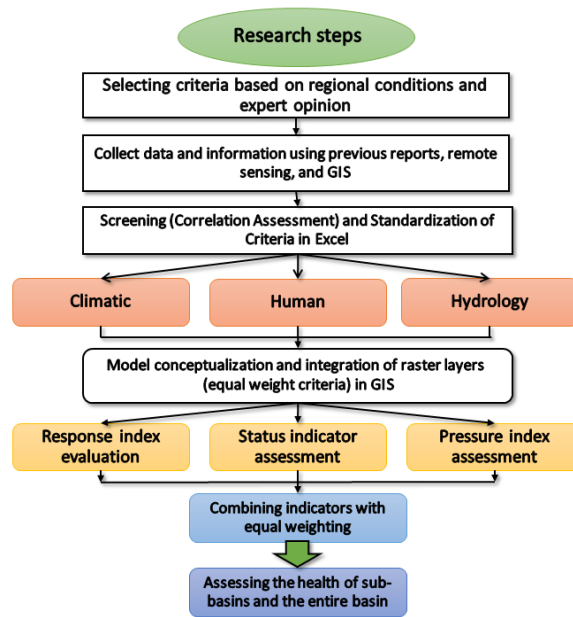 Research steps
Selecting criteria based on regional conditions and
expert opinion
Collect data and information using previous reports, remote
sensing, and GIS
Screening (Correlation Assessment) and Standardization of
Criteria in Excel
Climatic
Human
Hydrology
Model conceptualization and integration of raster layers
(equal weight criteria) in GIS
Response index
evaluation
Status indicator
assessment
Pressure index
assessment
Combining indicators with
equal weighting
Assessing the health of sub-
basins and the entire basin